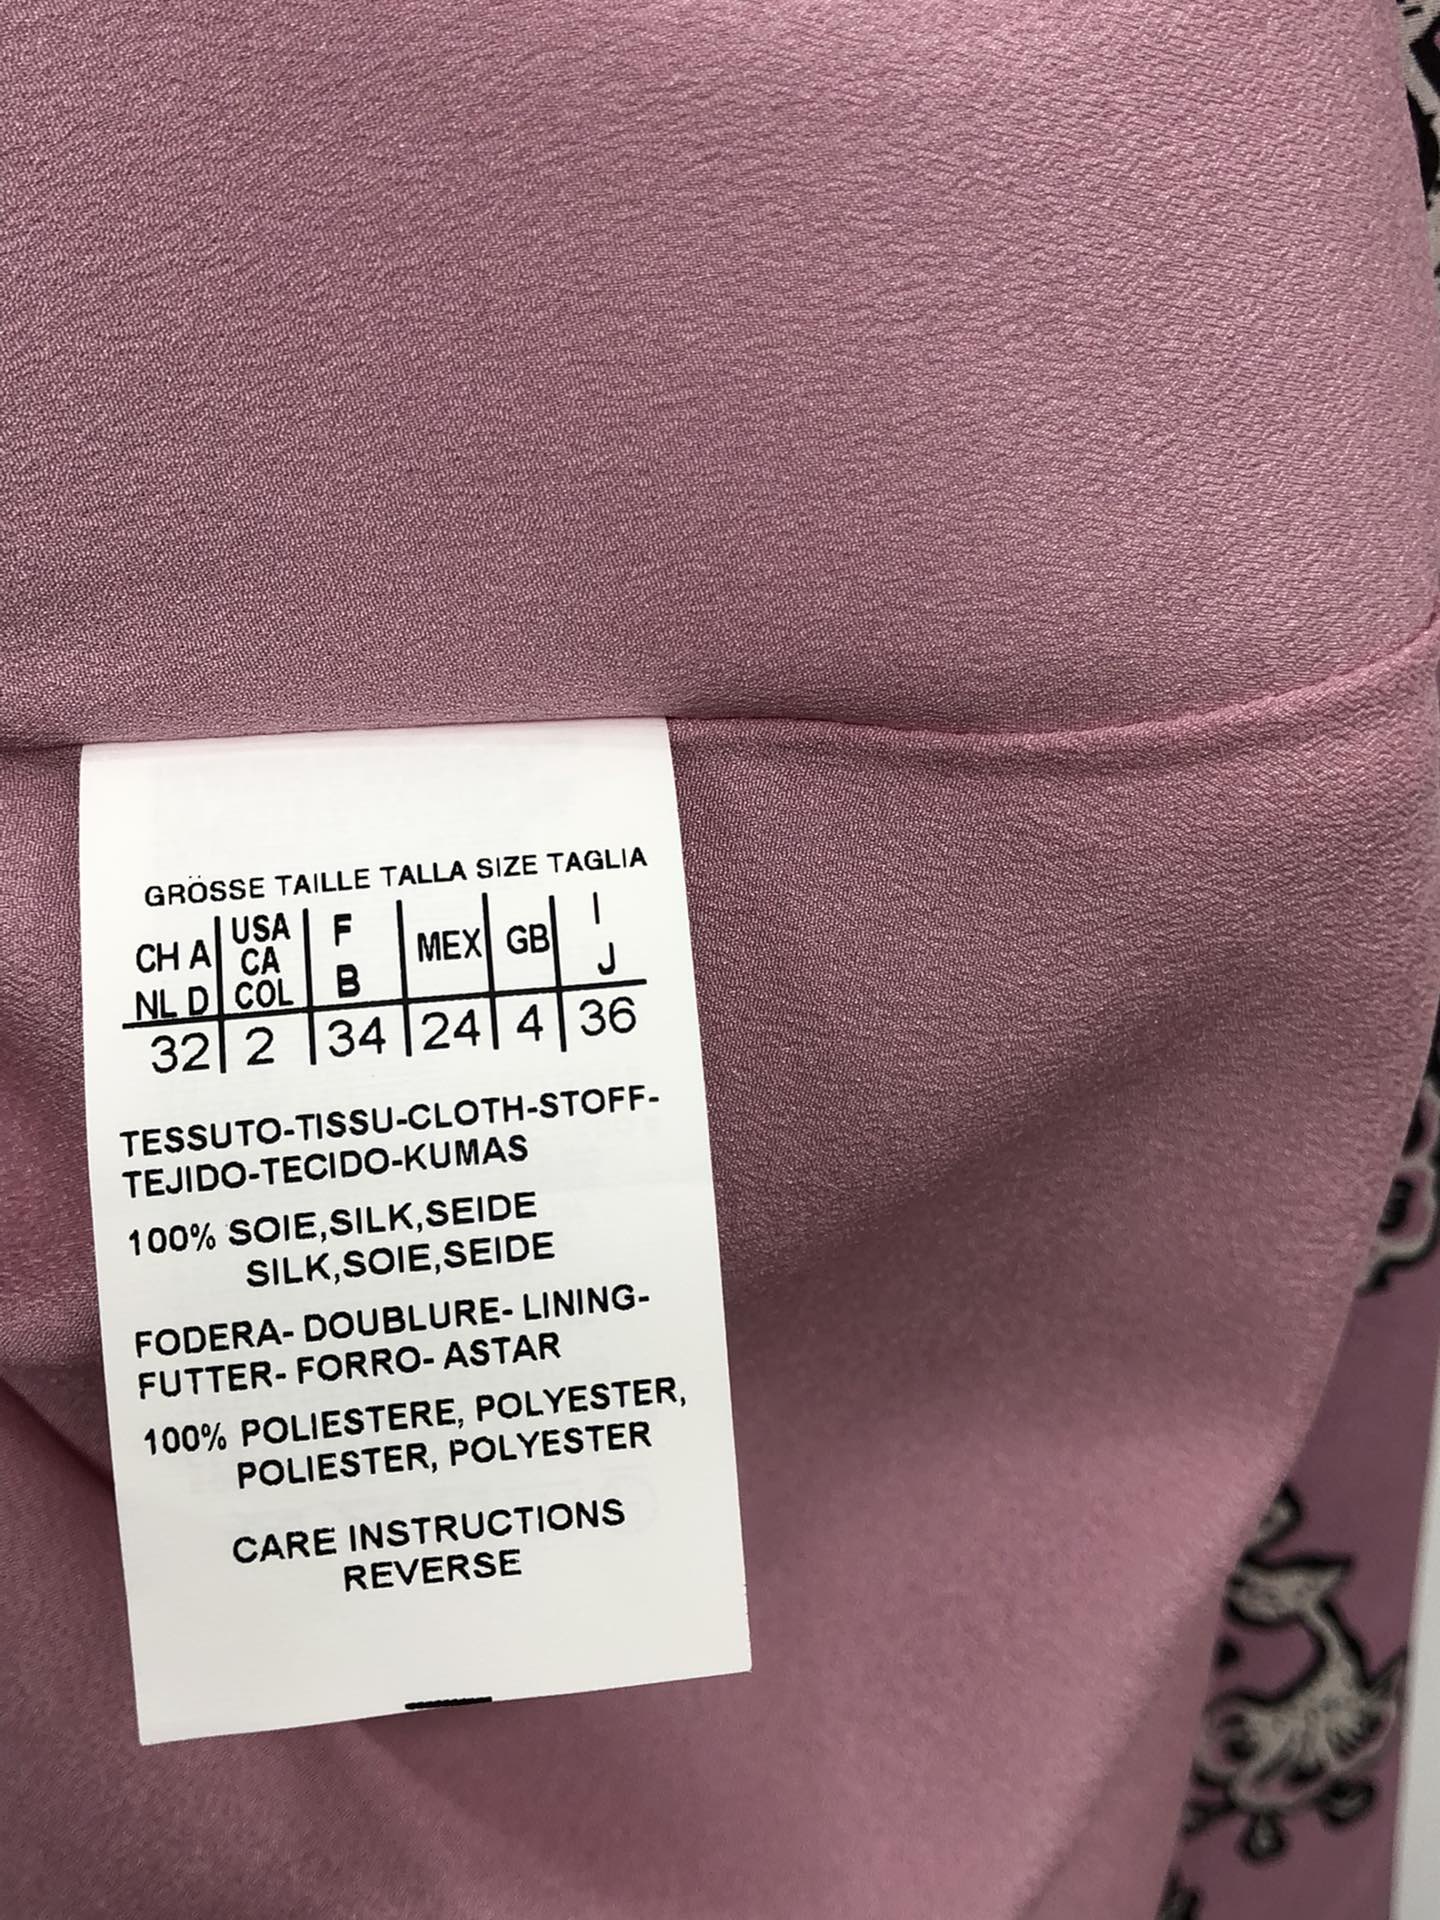 GRÖSSE TAILLE TALLA SIZE TAGLIA
CH A NL D | USA CA COL | F B | MEX | GB | I J
32 | 2 | 34 | 24 | 4 | 36
TESSUTO-TISSU-CLOTH-STOFF-
TEJIDO-TECIDO-KUMAS
100% SOIE,SILK,SEIDE
SILK,SOIE,SEIDE
FODERA- DOUBLURE- LINING-
FUTTER- FORRO- ASTAR
100% POLIESTERE, POLYESTER,
POLIESTER, POLYESTER
CARE INSTRUCTIONS
REVERSE